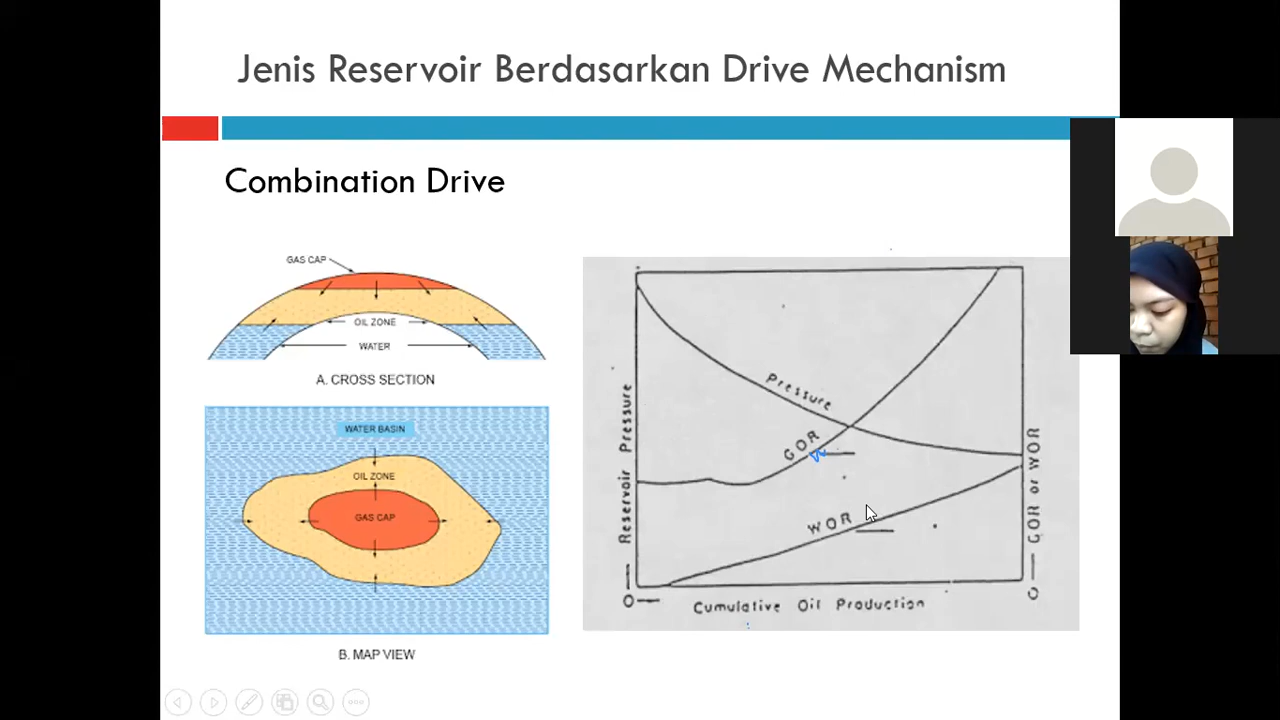 Jenis Reservoir Berdasarkan Drive Mechanism
Combination Drive
GAS CAP
OIL ZONE
WATER
A. CROSS SECTION
WATER BASIN
OIL ZONE
GAS CAP
B. MAP VIEW
Reservoir Pressure
Pressure
GOR
WOR
GOR or WOR
0
Cumulative Oil Production
0